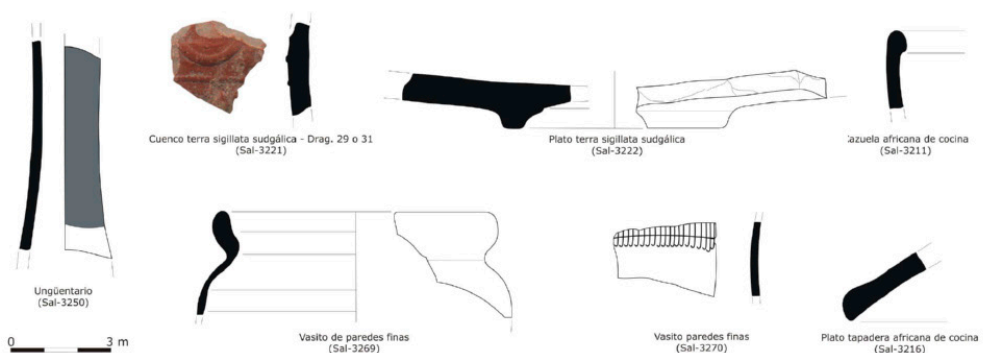 Cuenco terra sigillata sudgálica - Drag. 29 o 31
(Sal-3221)
Plato terra sigillata sudgálica
(Sal-3222)
azuela africana de cocina
(Sal-3211)
Ungüentario
(Sal-3250)
0 3 m
Vasito de paredes finas
(Sal-3269)
Vasito paredes finas
(Sal-3270)
Plato tapadera africana de cocina
(Sal-3216)